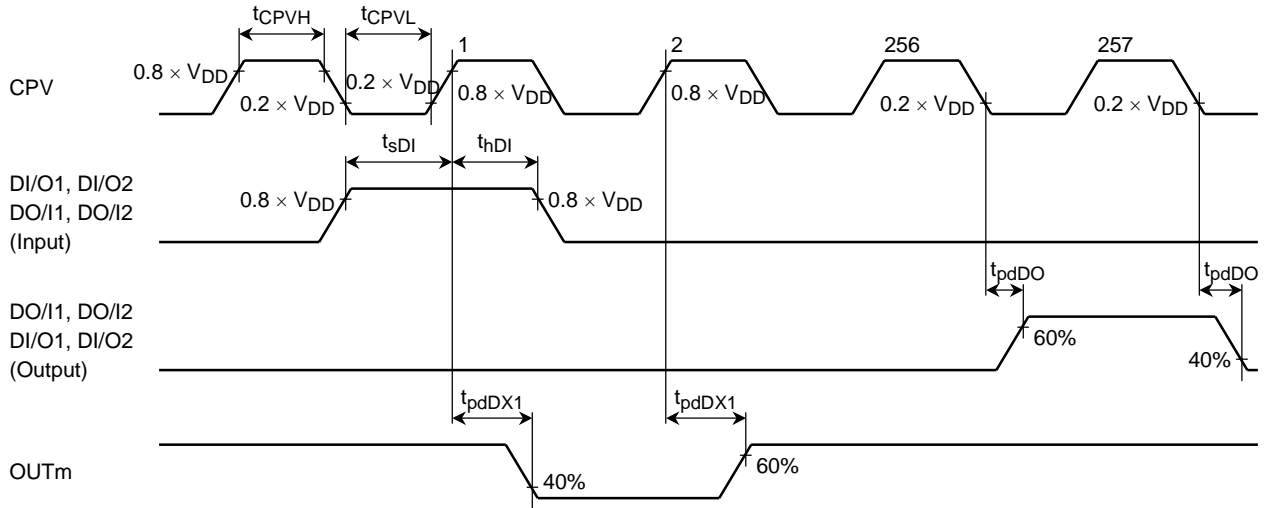 tCPVH
tCPVL
1
2
256
257
CPV
0.8 × VDD
0.2 × VDD
0.2 × VDD
0.8 × VDD
0.8 × VDD
0.2 × VDD
0.2 × VDD
tsDI
thDI
DI/O1, DI/O2
DO/I1, DO/I2
(Input)
0.8 × VDD
0.8 × VDD
tpdDO
tpdDO
DO/I1, DO/I2
DI/O1, DI/O2
(Output)
60%
40%
tpdDX1
tpdDX1
OUTm
40%
60%